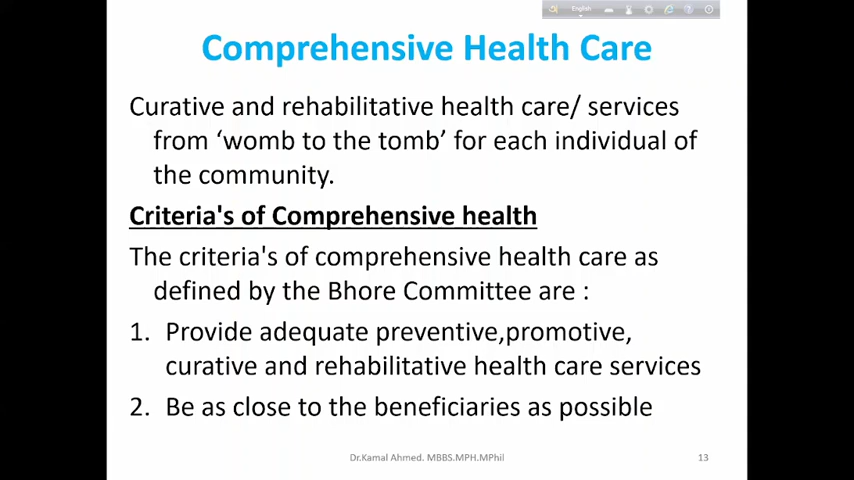 English
Comprehensive Health Care
Curative and rehabilitative health care/ services
from ‘womb to the tomb’ for each individual of
the community.
Criteria's of Comprehensive health
The criteria's of comprehensive health care as
defined by the Bhore Committee are :
1. Provide adequate preventive,promotive,
curative and rehabilitative health care services
2. Be as close to the beneficiaries as possible
Dr.Kamal Ahmed. MBBS.MPH.MPhil
13